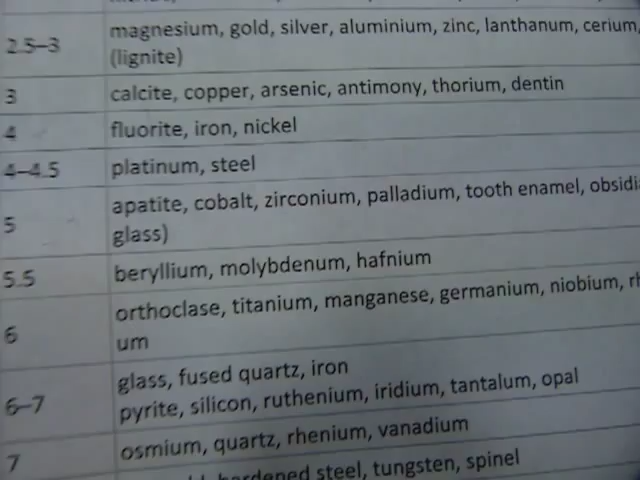 2.5–3 magnesium, gold, silver, aluminium, zinc, lanthanum, cerium,
(lignite)
3 calcite, copper, arsenic, antimony, thorium, dentin
4 fluorite, iron, nickel
4–4.5 platinum, steel
5 apatite, cobalt, zirconium, palladium, tooth enamel, obsidi
glass)
5.5 beryllium, molybdenum, hafnium
6 orthoclase, titanium, manganese, germanium, niobium, rh
um
glass, fused quartz, iron
6–7 pyrite, silicon, ruthenium, iridium, tantalum, opal
7 osmium, quartz, rhenium, vanadium
hardened steel, tungsten, spinel